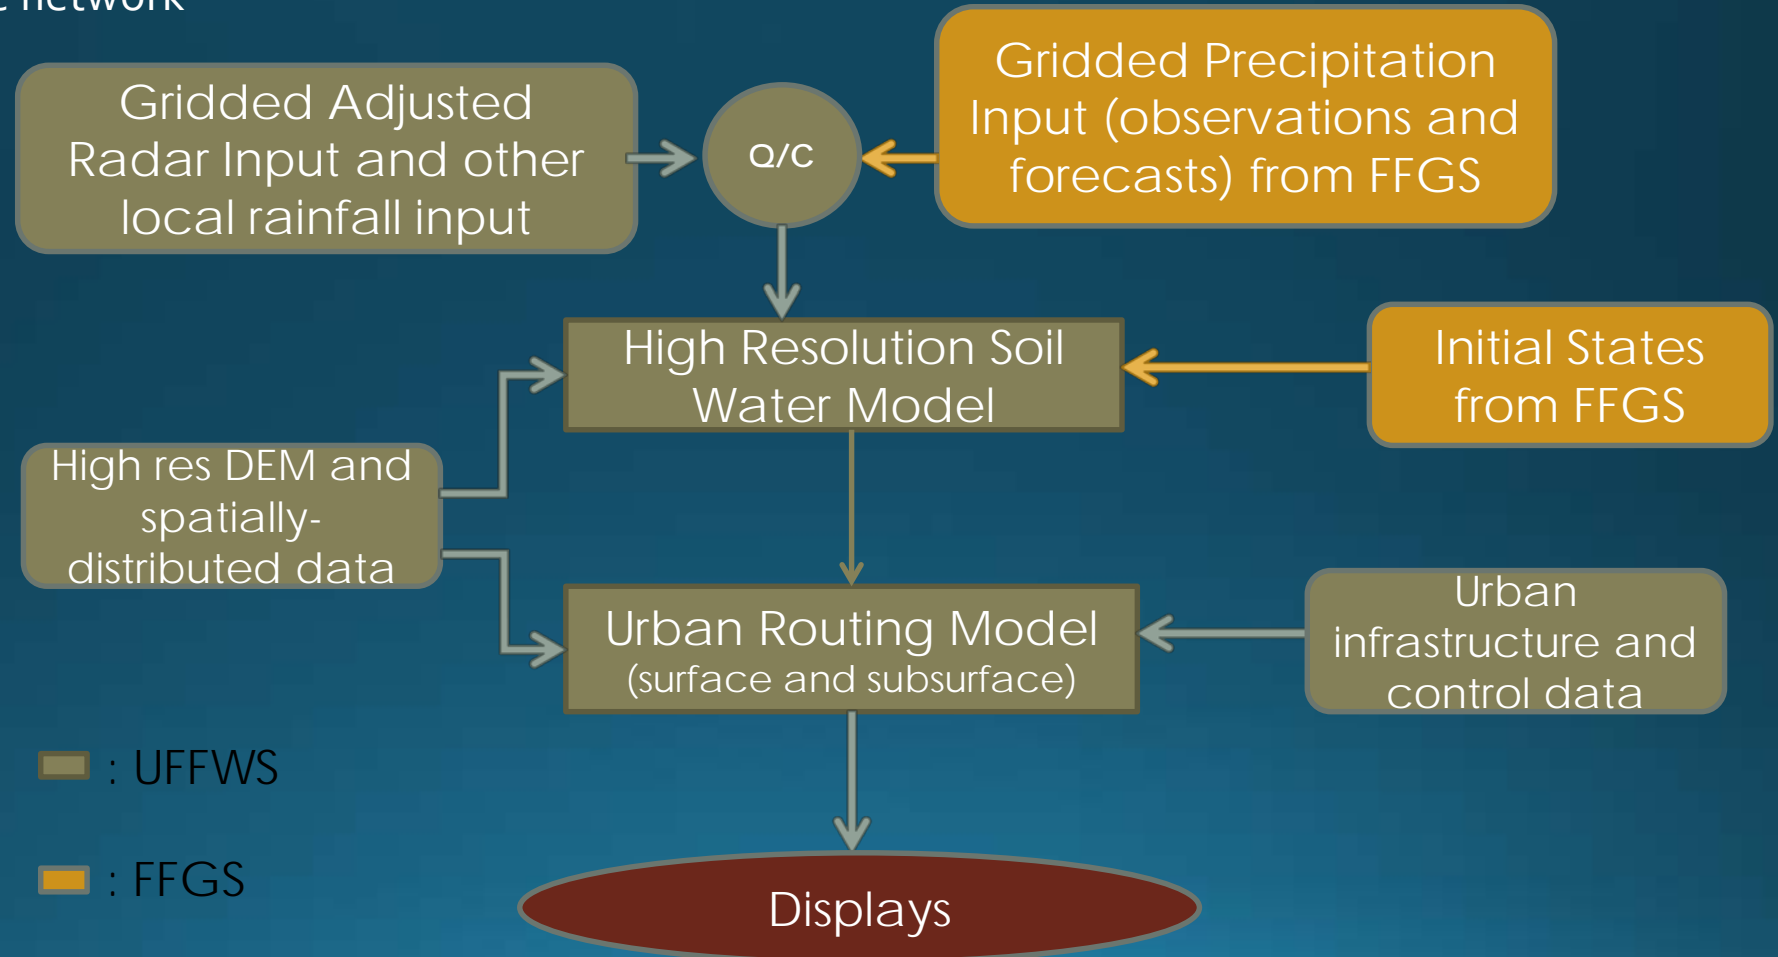 network
Gridded Adjusted
Radar Input and other
local rainfall input
Q/C
Gridded Precipitation
Input (observations and
forecasts) from FFGS
High Resolution Soil
Water Model
Initial States
from FFGS
High res DEM and
spatially-
distributed data
Urban Routing Model
(surface and subsurface)
Urban
infrastructure and
control data
: UFFWS
: FFGS
Displays